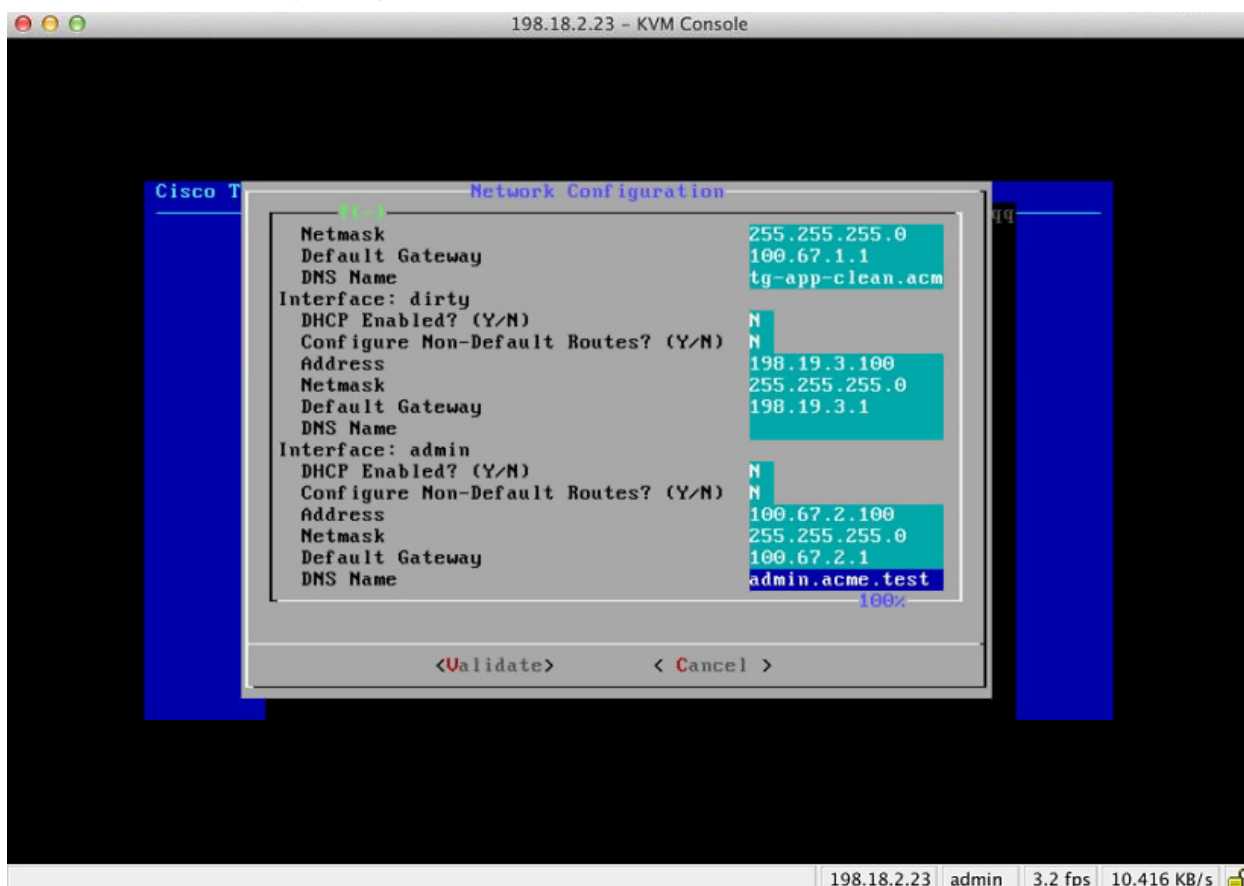 198.18.2.23 – KVM Console
Cisco T
Network Configuration
↑(-)
qq
Netmask 255.255.255.0
Default Gateway 100.67.1.1
DNS Name tg-app-clean.acm
Interface: dirty
DHCP Enabled? (Y/N) N
Configure Non-Default Routes? (Y/N) N
Address 198.19.3.100
Netmask 255.255.255.0
Default Gateway 198.19.3.1
DNS Name
Interface: admin
DHCP Enabled? (Y/N) N
Configure Non-Default Routes? (Y/N) N
Address 100.67.2.100
Netmask 255.255.255.0
Default Gateway 100.67.2.1
DNS Name admin.acme.test
100%
<Validate> < Cancel >
198.18.2.23 admin 3.2 fps 10.416 KB/s